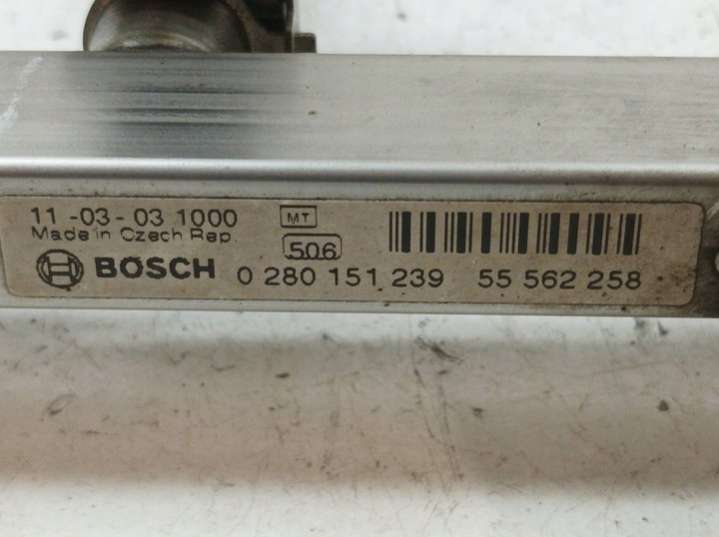 11 -03- 03 1000 MT
Made in Czech Rep. 506
BOSCH 0 280 151 239 55 562 258